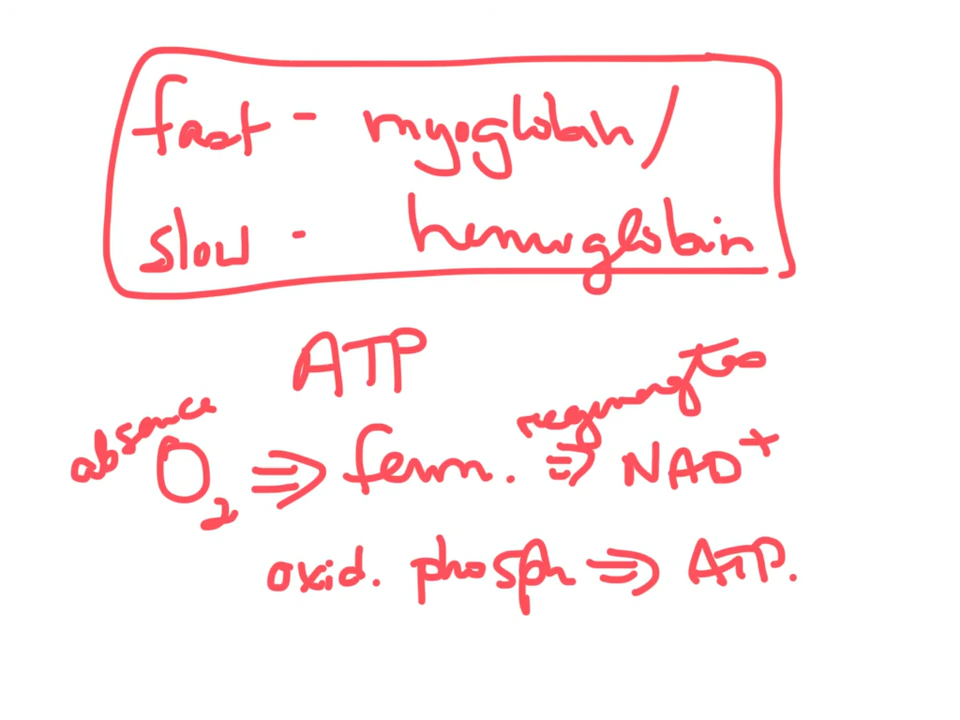 fast - myoglobin /
slow - hemoglobin
ATP
absence O₂ ⇒ ferm. ⇒ regenerates NAD⁺
oxid. phosph ⇒ ATP.